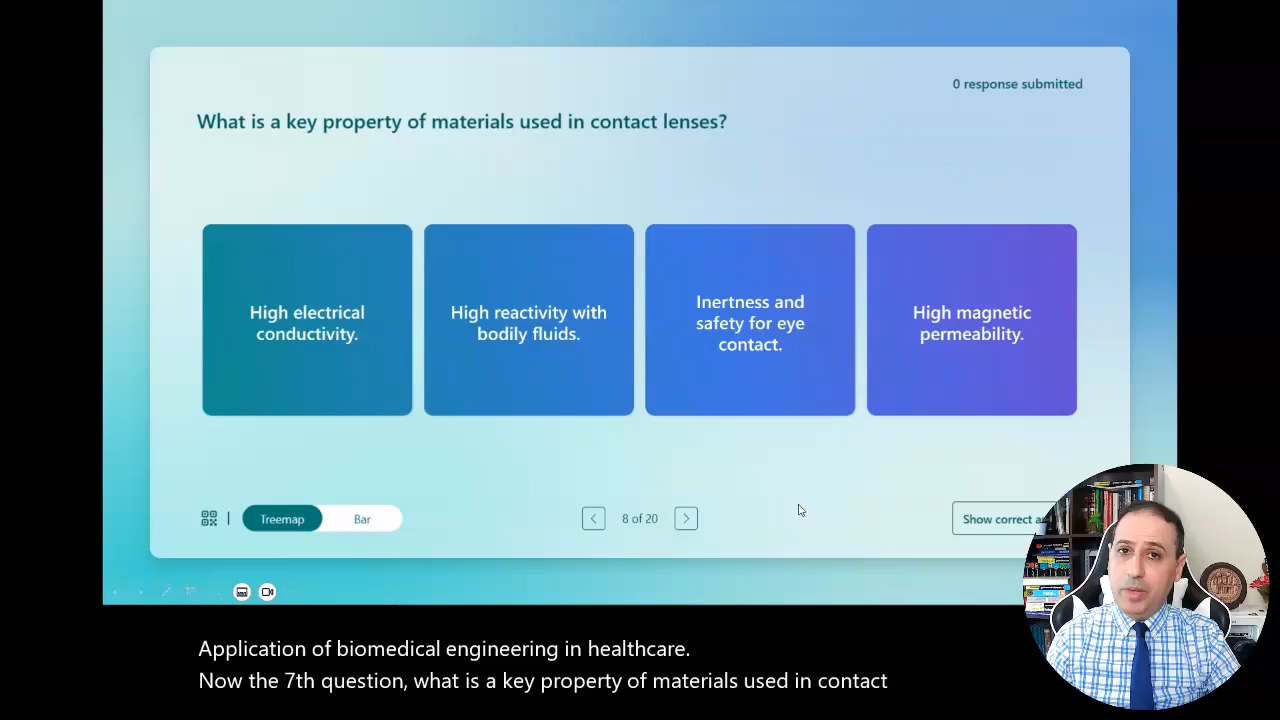 0 response submitted
What is a key property of materials used in contact lenses?
High electrical
conductivity.
High reactivity with
bodily fluids.
Inertness and
safety for eye
contact.
High magnetic
permeability.
Treemap
Bar
8 of 20
Show correct a
Application of biomedical engineering in healthcare.
Now the 7th question, what is a key property of materials used in contact